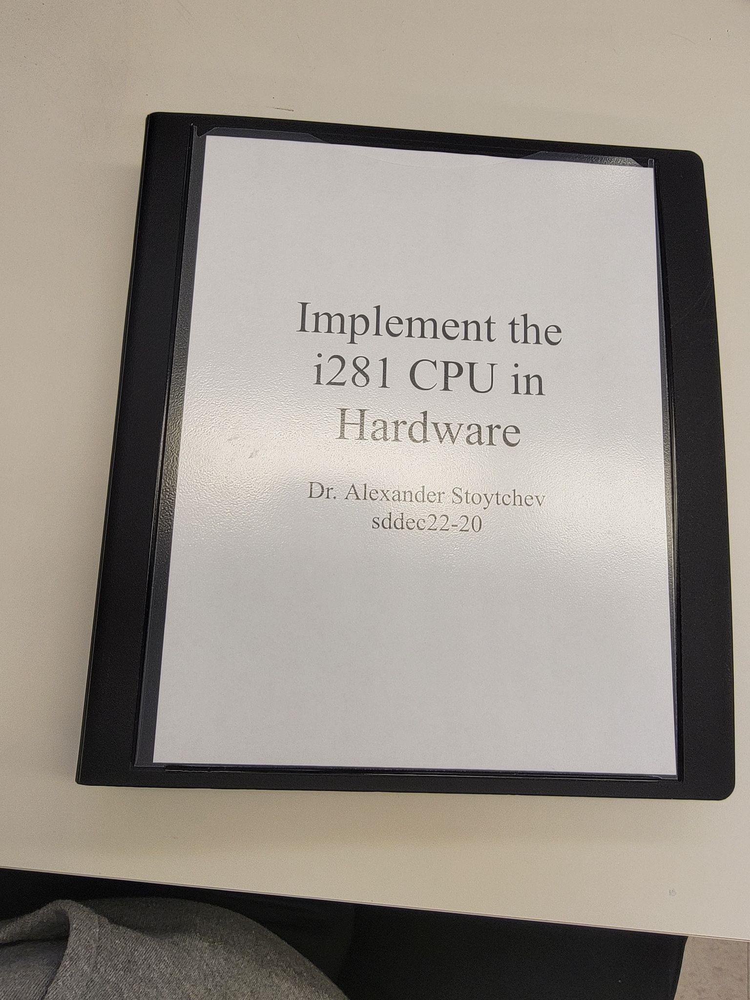 Implement the
i281 CPU in
Hardware
Dr. Alexander Stoytchev
sddec22-20